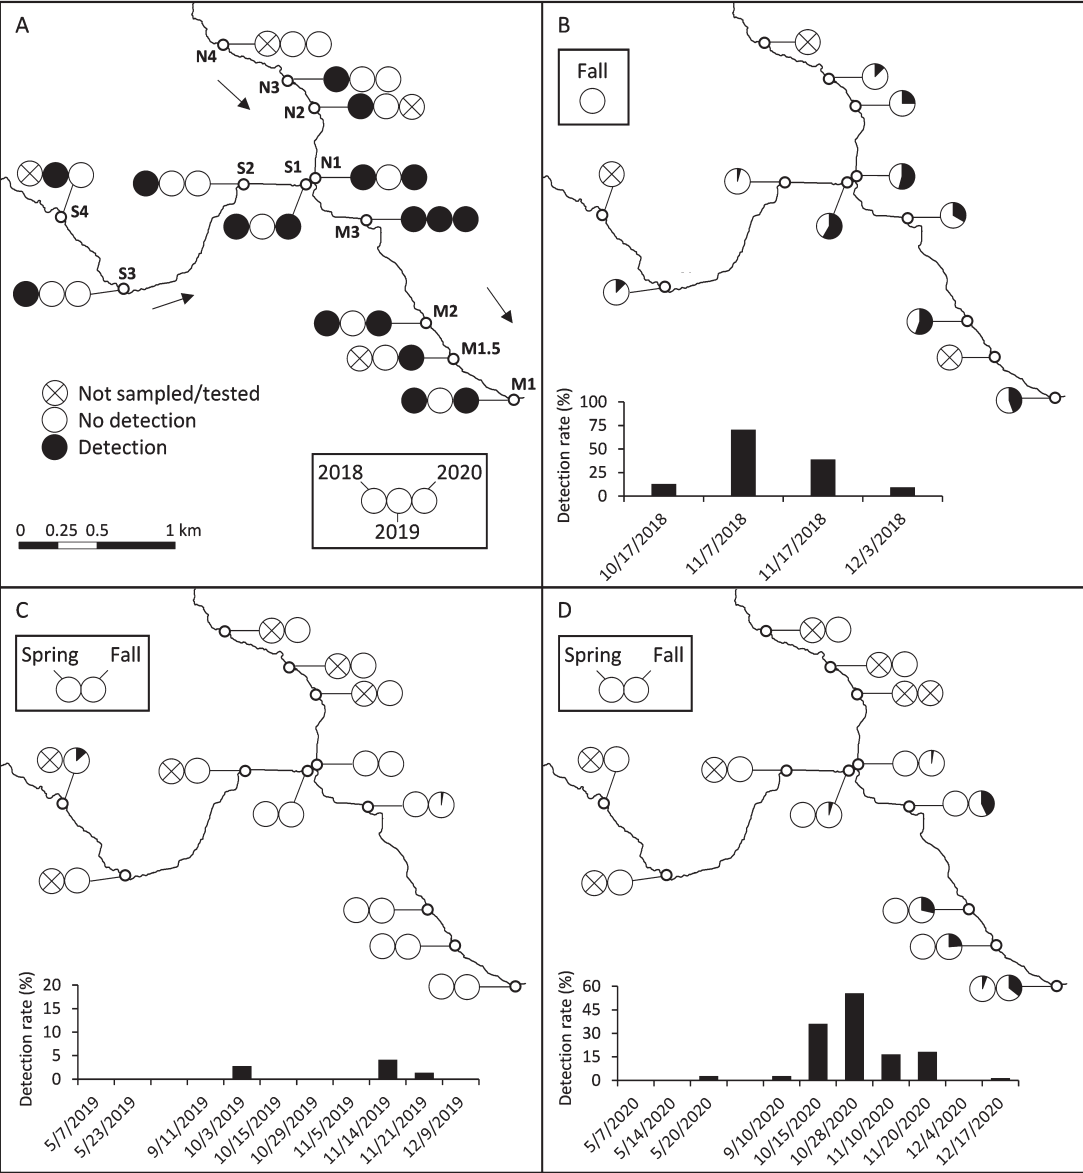 A
N4
N3
N2
S2
S1
N1
S4
M3
S3
M2
M1.5
M1
Not sampled/tested
No detection
Detection
2018
2020
2019
0 0.25 0.5 1 km
B
Fall
Detection rate (%)
100
75
50
25
0
10/17/2018
11/7/2018
11/17/2018
12/3/2018
C
Spring Fall
Detection rate (%)
20
15
10
5
0
5/7/2019
5/23/2019
9/11/2019
10/3/2019
10/15/2019
10/29/2019
11/5/2019
11/14/2019
11/21/2019
12/9/2019
D
Spring Fall
Detection rate (%)
60
45
30
15
0
5/7/2020
5/14/2020
5/20/2020
9/10/2020
10/15/2020
10/28/2020
11/10/2020
11/20/2020
12/4/2020
12/17/2020